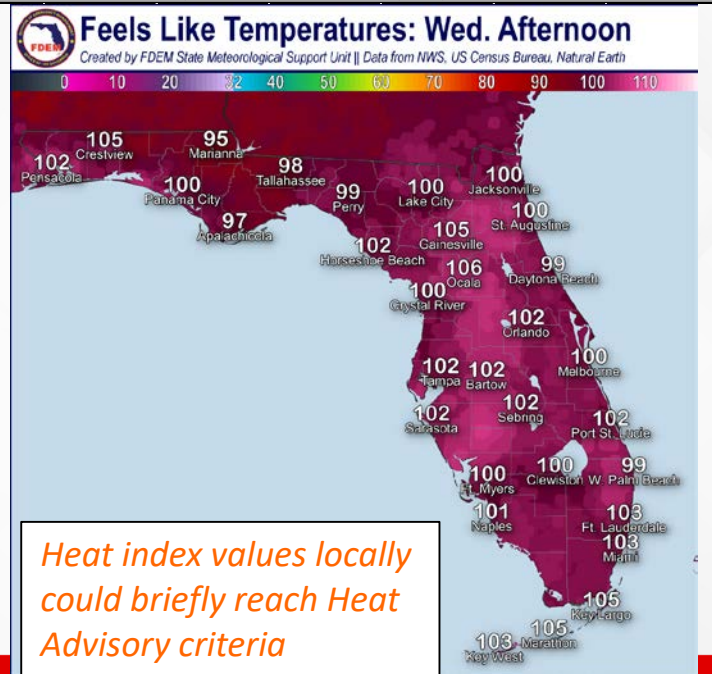 Feels Like Temperatures: Wed. Afternoon
FDEM
Created by FDEM State Meteorological Support Unit || Data from NWS, US Census Bureau, Natural Earth
0 10 20 32 40 50 60 70 80 90 100 110
105
Crestview
95
Marianna
102
Pensacola
98
Tallahassee
100
Panama City
99
Perry
100
Lake City
100
Jacksonville
97
Apalachicola
100
St. Augustine
102
Horseshoe Beach
105
Gainesville
106
Ocala
99
Daytona Beach
100
Crystal River
102
Orlando
102
Tampa
102
Bartow
100
Melbourne
102
Sarasota
102
Sebring
102
Port St. Lucie
100
Ft. Myers
100
Clewiston
99
W. Palm Beach
101
Naples
103
Ft. Lauderdale
103
Miami
105
Key Largo
105
Marathon
103
Key West
Heat index values locally
could briefly reach Heat
Advisory criteria